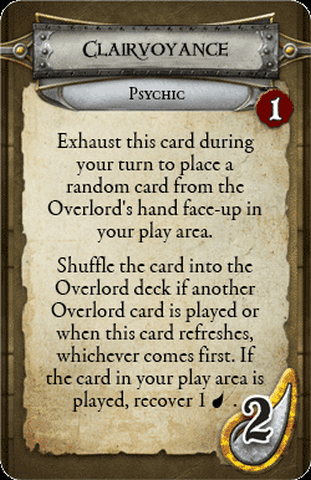 Clairvoyance
Psychic
1
Exhaust this card during
your turn to place a
random card from the
Overlord's hand face-up in
your play area.
Shuffle the card into the
Overlord deck if another
Overlord card is played or
when this card refreshes,
whichever comes first. If
the card in your play area is
played, recover 1 .
2